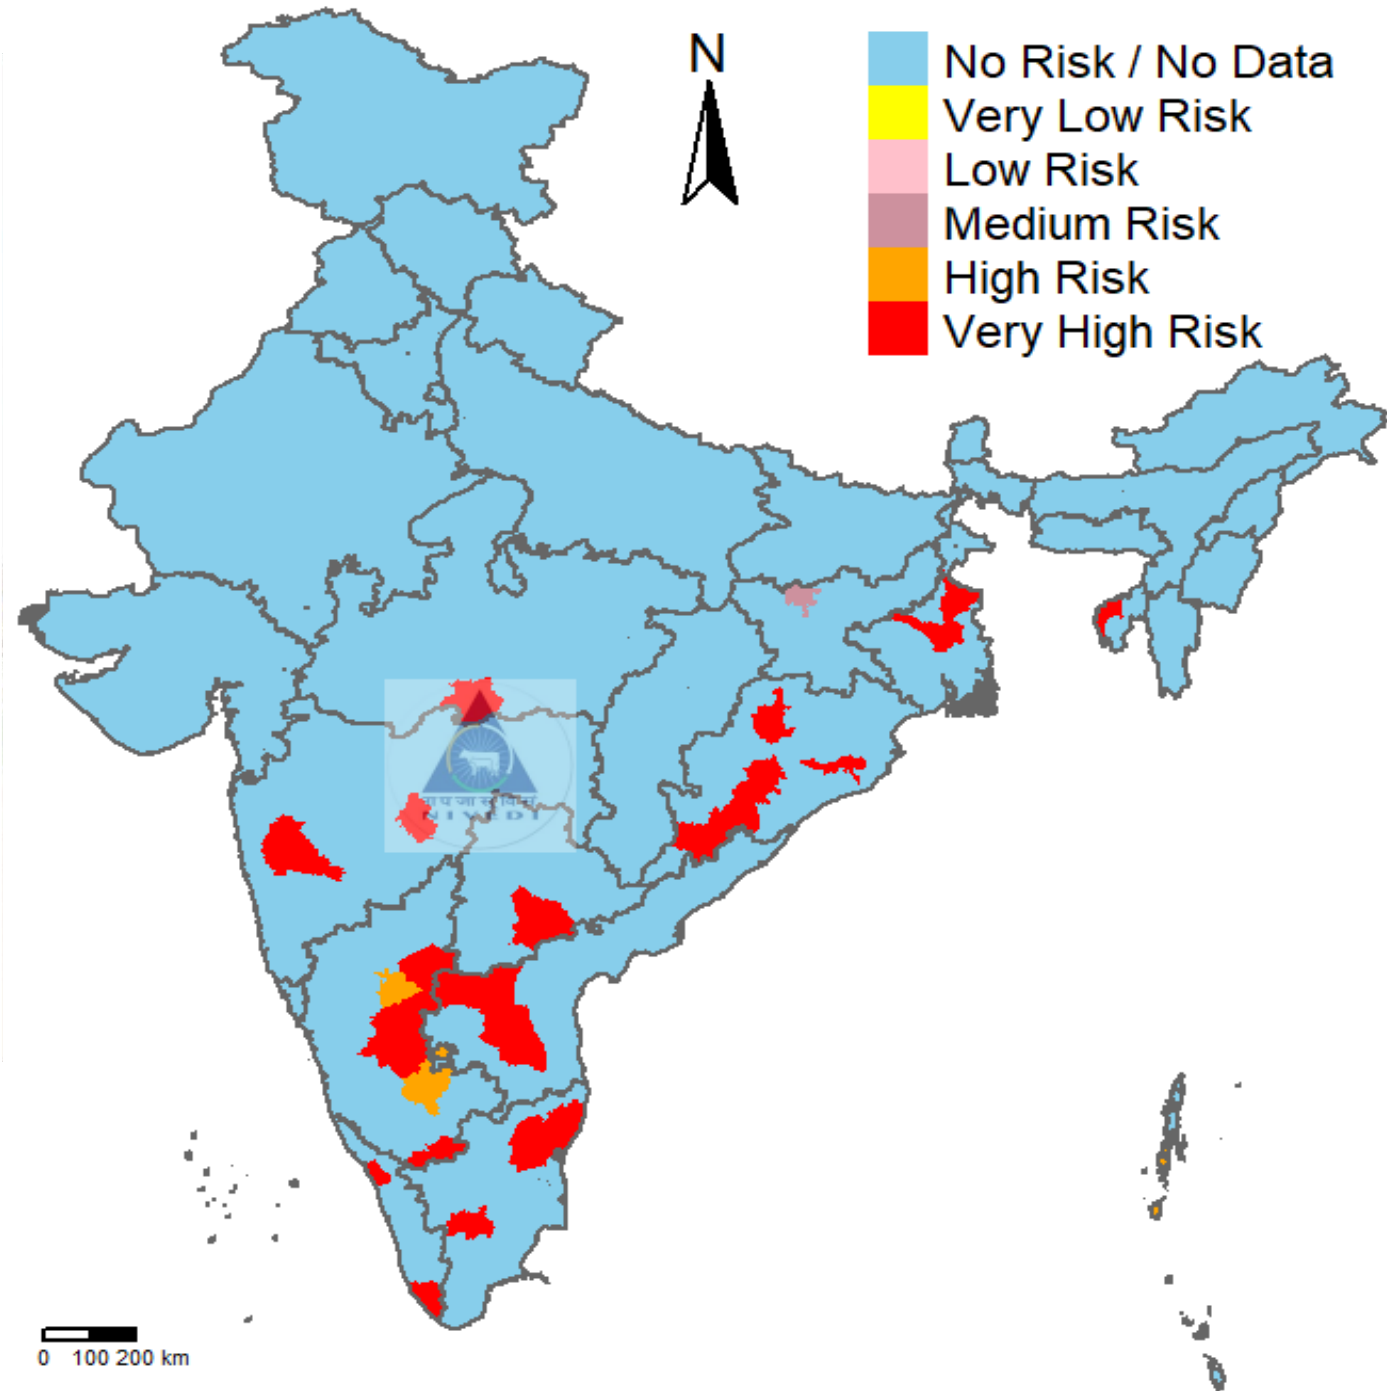 N
No Risk / No Data
Very Low Risk
Low Risk
Medium Risk
High Risk
Very High Risk
NIVEDI
0 100 200 km